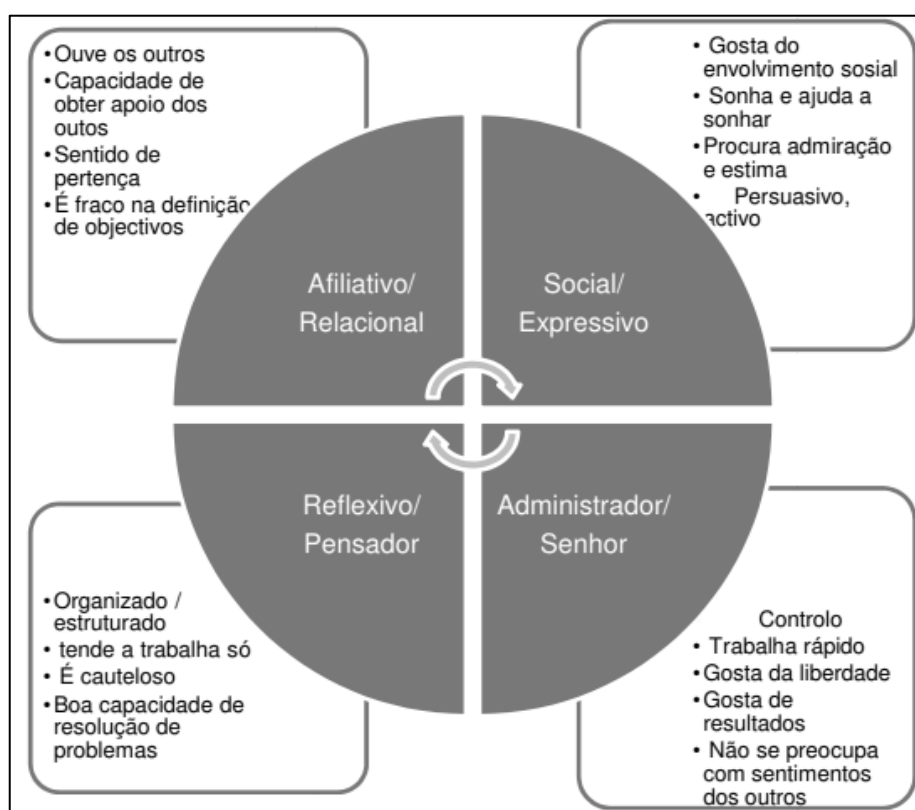 •Ouve os outros
•Capacidade de
obter apoio dos
outos
•Sentido de
pertença
•É fraco na definição
de objectivos
• Gosta do
envolvimento sosial
• Sonha e ajuda a
sonhar
•Procura admiração
e estima
• Persuasivo,
activo
Afiliativo/
Relacional
Social/
Expressivo
Reflexivo/
Pensador
Administrador/
Senhor
•Organizado /
estruturado
• tende a trabalha só
• É cauteloso
•Boa capacidade de
resolução de
problemas
Controlo
• Trabalha rápido
•Gosta da liberdade
•Gosta de
resultados
• Não se preocupa
com sentimentos
dos outros